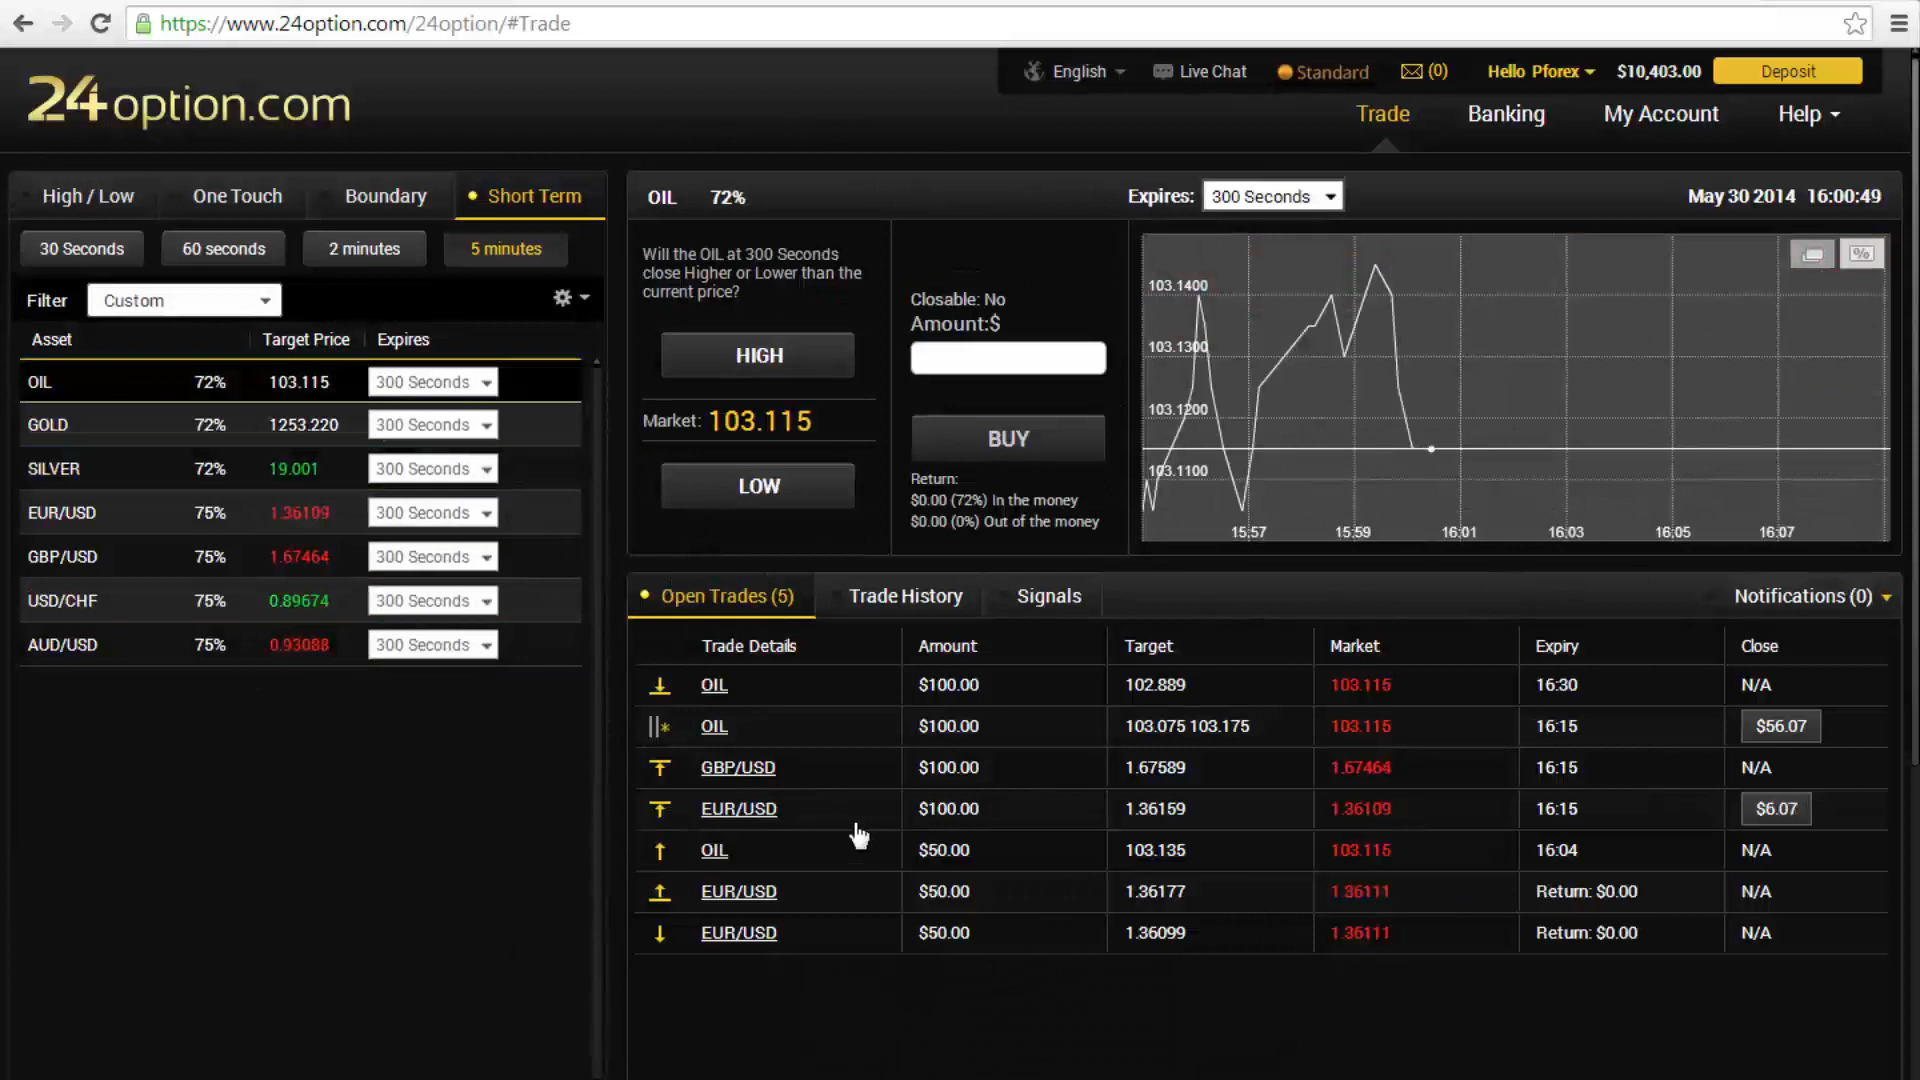 https://www.24option.com/24option/#Trade
24option.com
English
Live Chat
Standard
(0)
Hello Pforex
$10,403.00
Deposit
Trade
Banking
My Account
Help
High / Low
One Touch
Boundary
Short Term
30 Seconds
60 seconds
2 minutes
5 minutes
Filter
Custom
Asset Target Price Expires
OIL 72% 103.115 300 Seconds
GOLD 72% 1253.220 300 Seconds
SILVER 72% 19.001 300 Seconds
EUR/USD 75% 1.36109 300 Seconds
GBP/USD 75% 1.67464 300 Seconds
USD/CHF 75% 0.89674 300 Seconds
AUD/USD 75% 0.93088 300 Seconds
OIL 72%
Expires: 300 Seconds
May 30 2014 16:00:49
Will the OIL at 300 Seconds
close Higher or Lower than the
current price?
HIGH
Market: 103.115
LOW
Closable: No
Amount:$
BUY
Return:
$0.00 (72%) In the money
$0.00 (0%) Out of the money
%
103.1400
103.1300
103.1200
103.1100
15:57 15:59 16:01 16:03 16:05 16:07
Open Trades (5)
Trade History
Signals
Notifications (0)
Trade Details Amount Target Market Expiry Close
OIL $100.00 102.889 103.115 16:30 N/A
OIL $100.00 103.075 103.175 103.115 16:15 $56.07
GBP/USD $100.00 1.67589 1.67464 16:15 N/A
EUR/USD $100.00 1.36159 1.36109 16:15 $6.07
OIL $50.00 103.135 103.115 16:04 N/A
EUR/USD $50.00 1.36177 1.36111 Return: $0.00 N/A
EUR/USD $50.00 1.36099 1.36111 Return: $0.00 N/A